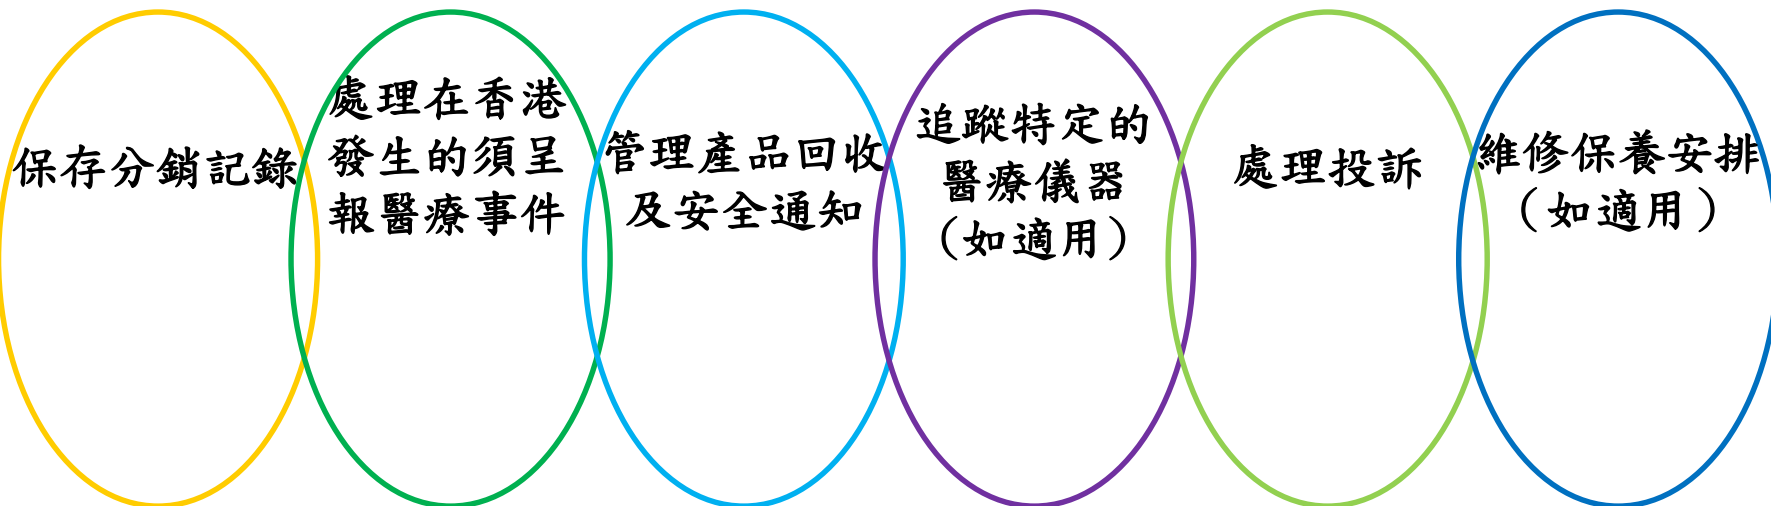 保存分銷記錄
處理在香港
發生的須呈
報醫療事件
管理產品回收
及安全通知
追蹤特定的
醫療儀器
(如適用)
處理投訴
維修保養安排
(如適用)